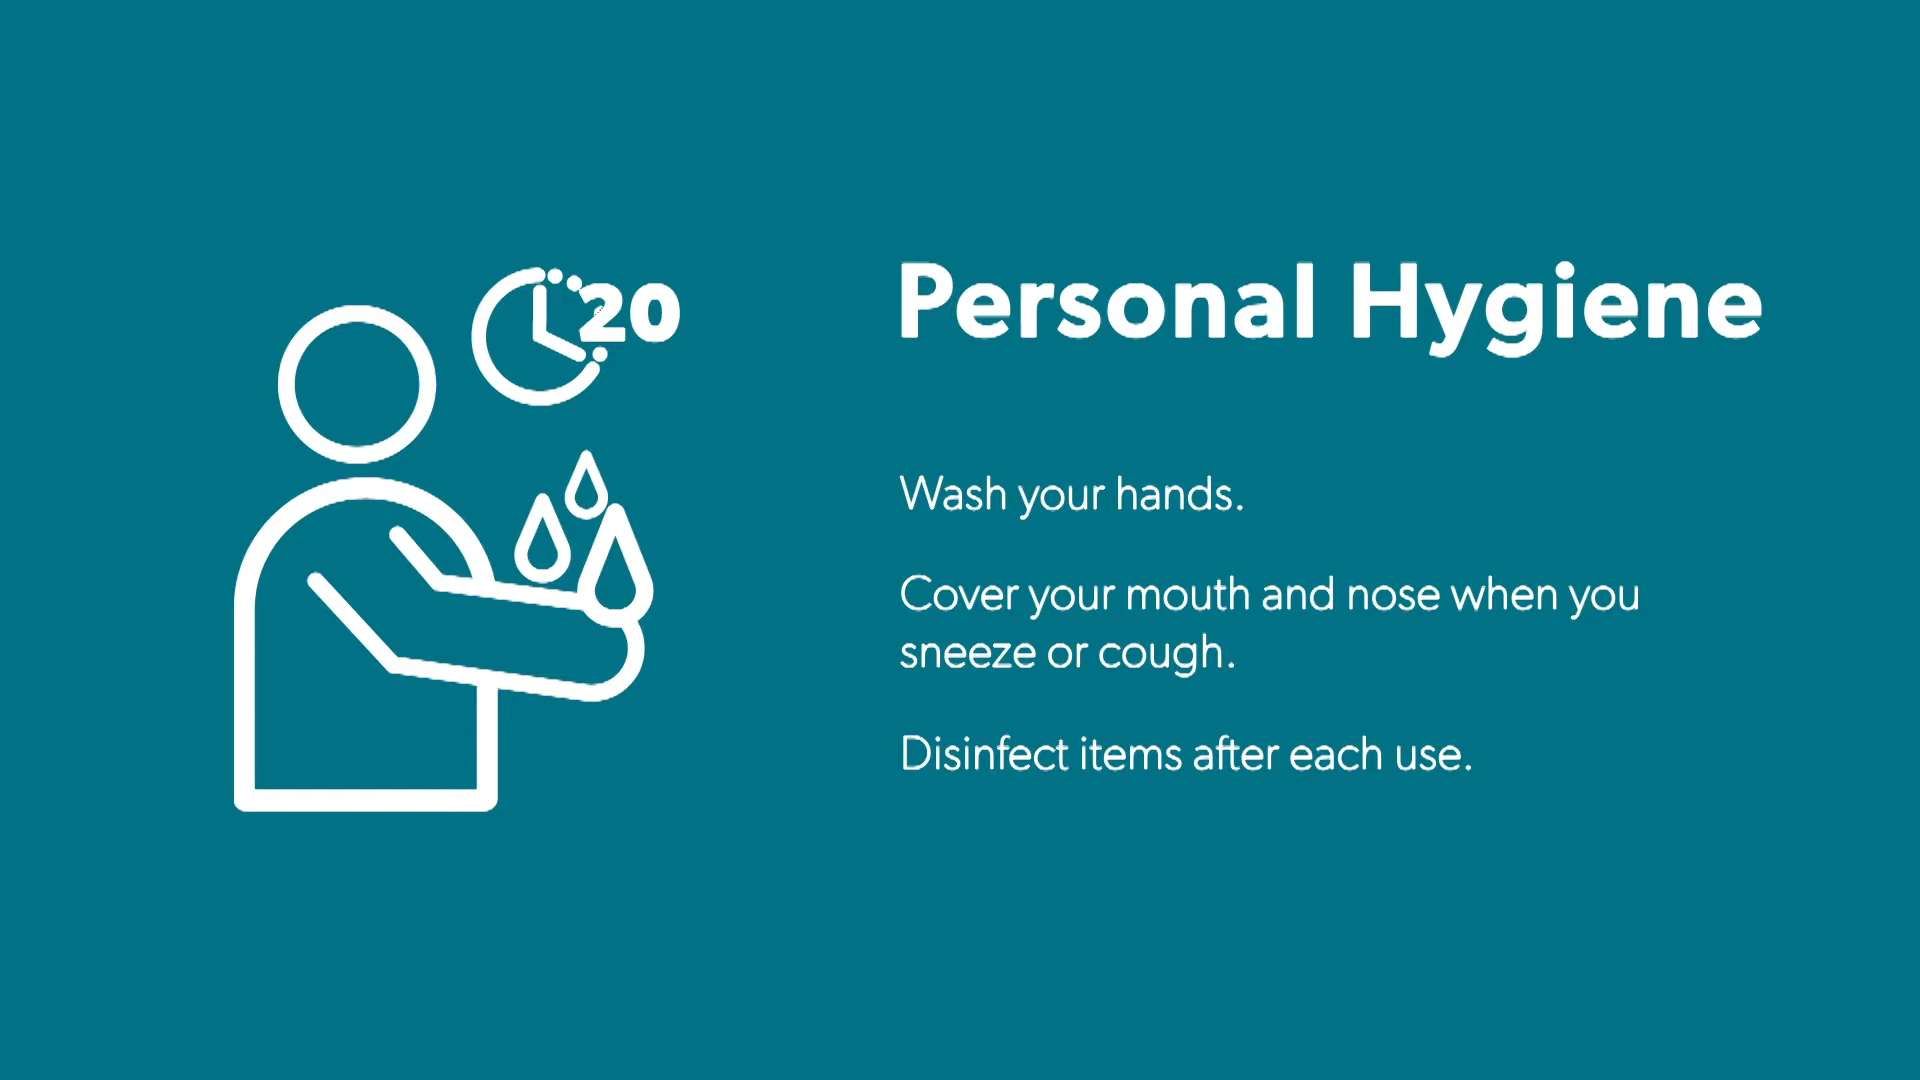 20
Personal Hygiene
Wash your hands.
Cover your mouth and nose when you
sneeze or cough.
Disinfect items after each use.